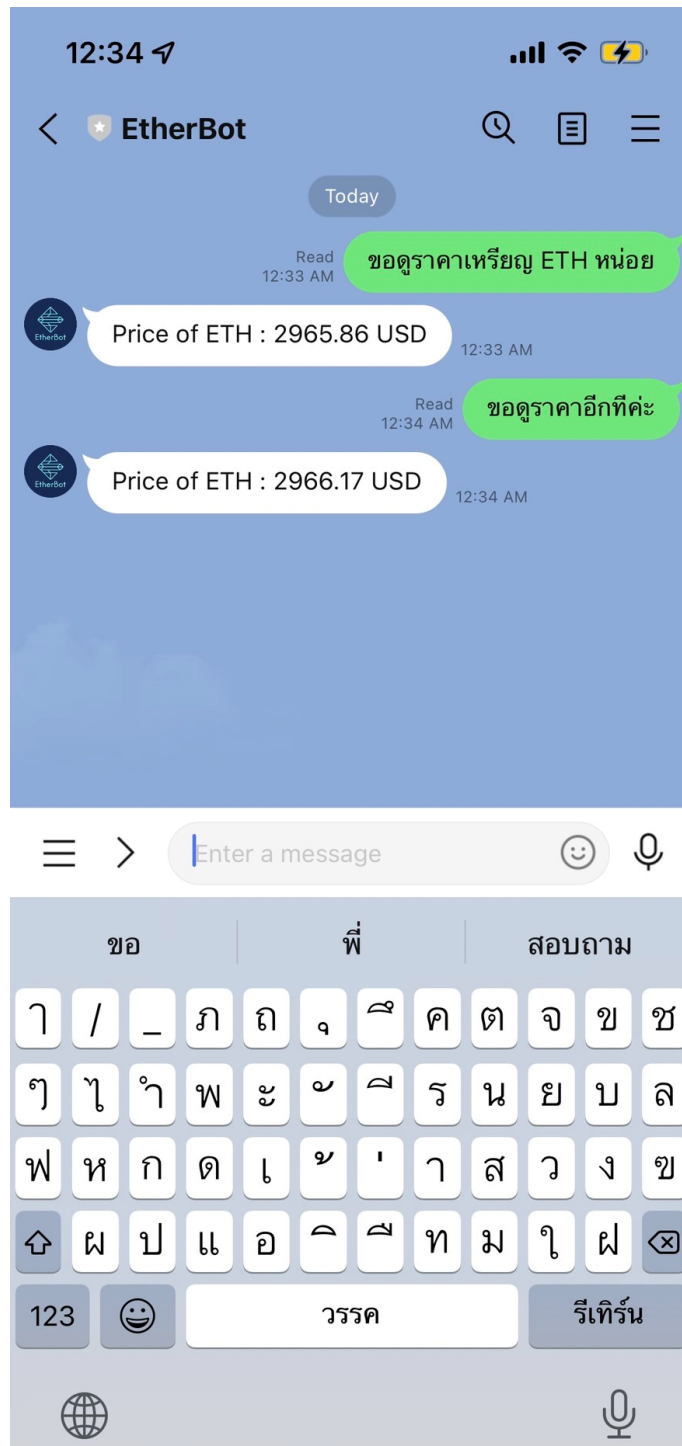 12:34
EtherBot
Today
Read
12:33 AM
ขอดูราคาเหรียญ ETH หน่อย
EtherBot
Price of ETH : 2965.86 USD
12:33 AM
Read
12:34 AM
ขอดูราคาอีกทีค่ะ
EtherBot
Price of ETH : 2966.17 USD
12:34 AM
Enter a message
ขอ พี่ สอบถาม
ๅ / _ ภ ถ ุ ึ ค ต จ ข ช
ๆ ไ ำ พ ะ ั ี ร น ย บ ล
ฟ ห ก ด เ ้ ่ า ส ว ง ฃ
ผ ป แ อ ิ ื ท ม ใ ฝ
123 วรรค รีเทิร์น